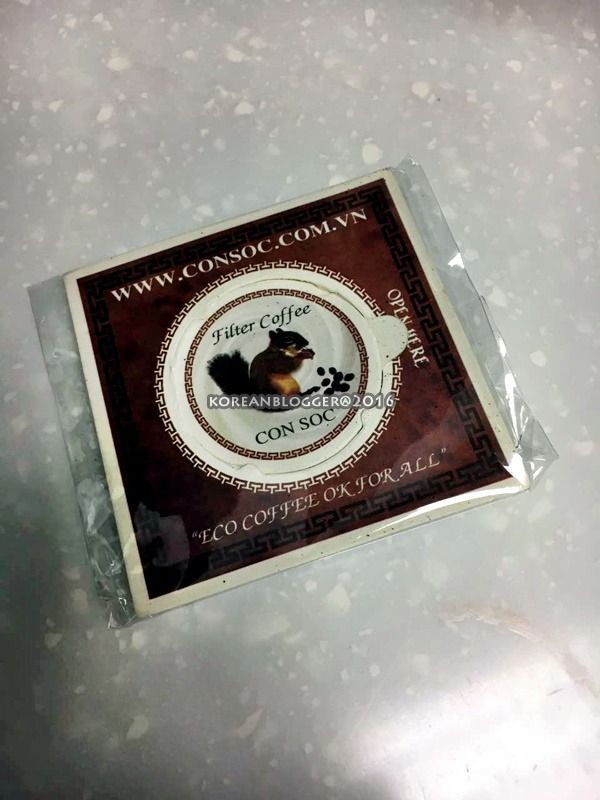 WWW.CONSOC.COM.VN
OPEN HERE
Filter Coffee
KOREANBLOGGER@2016
CON SOC
"ECO COFFEE OK FOR ALL"